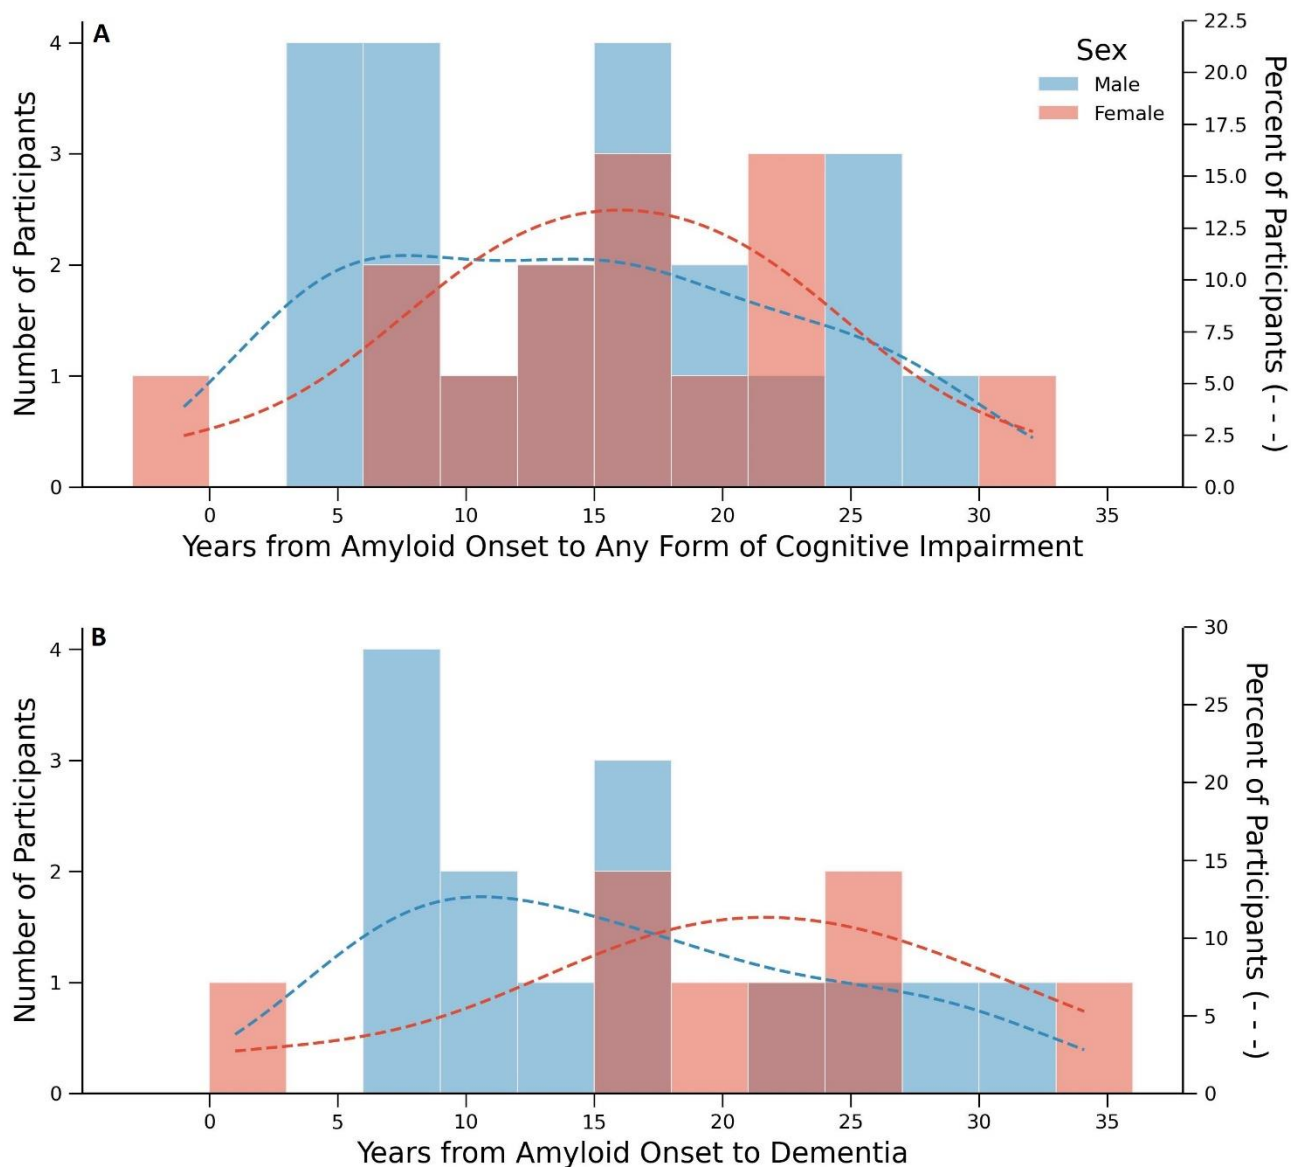 A
Sex
Male
Female
Number of Participants
4
3
2
1
0
22.5
20.0
17.5
15.0
12.5
10.0
7.5
5.0
2.5
0.0
Percent of Participants (- - -)
0 5 10 15 20 25 30 35
Years from Amyloid Onset to Any Form of Cognitive Impairment
B
Number of Participants
4
3
2
1
0
30
25
20
15
10
5
0
Percent of Participants (- - -)
0 5 10 15 20 25 30 35
Years from Amyloid Onset to Dementia